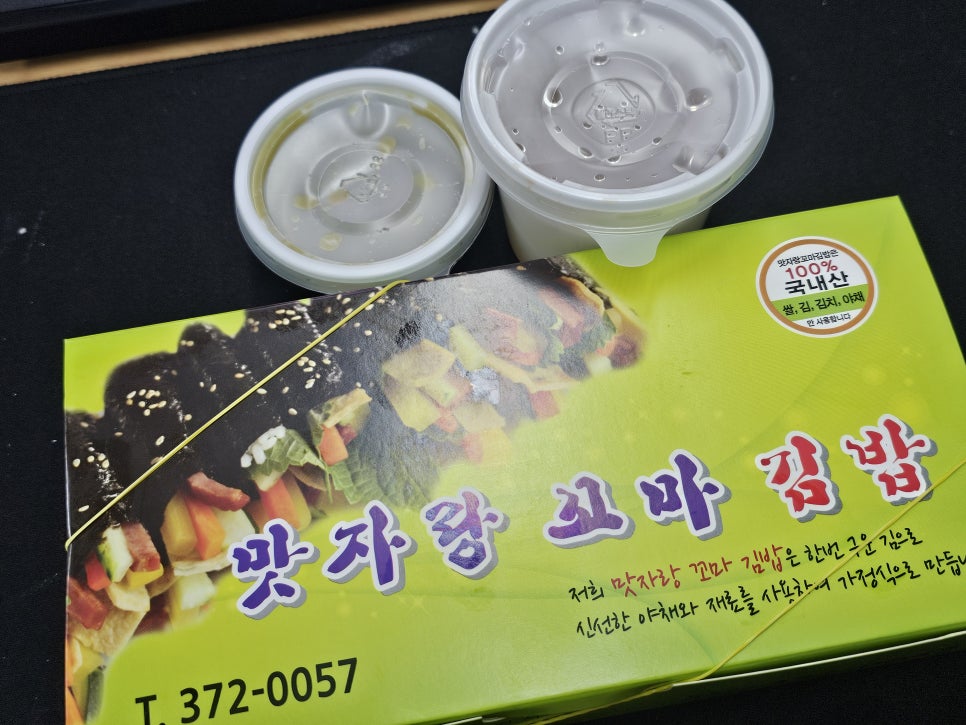 맛자랑꼬마김밥은
100%
국내산
쌀, 김, 김치, 야채
만 사용합니다
맛자랑 꼬마 김밥
저희 맛자랑 꼬마 김밥은 한번 구운 김으로
신선한 야채와 재료를 사용하여 가정식으로
T. 372-0057